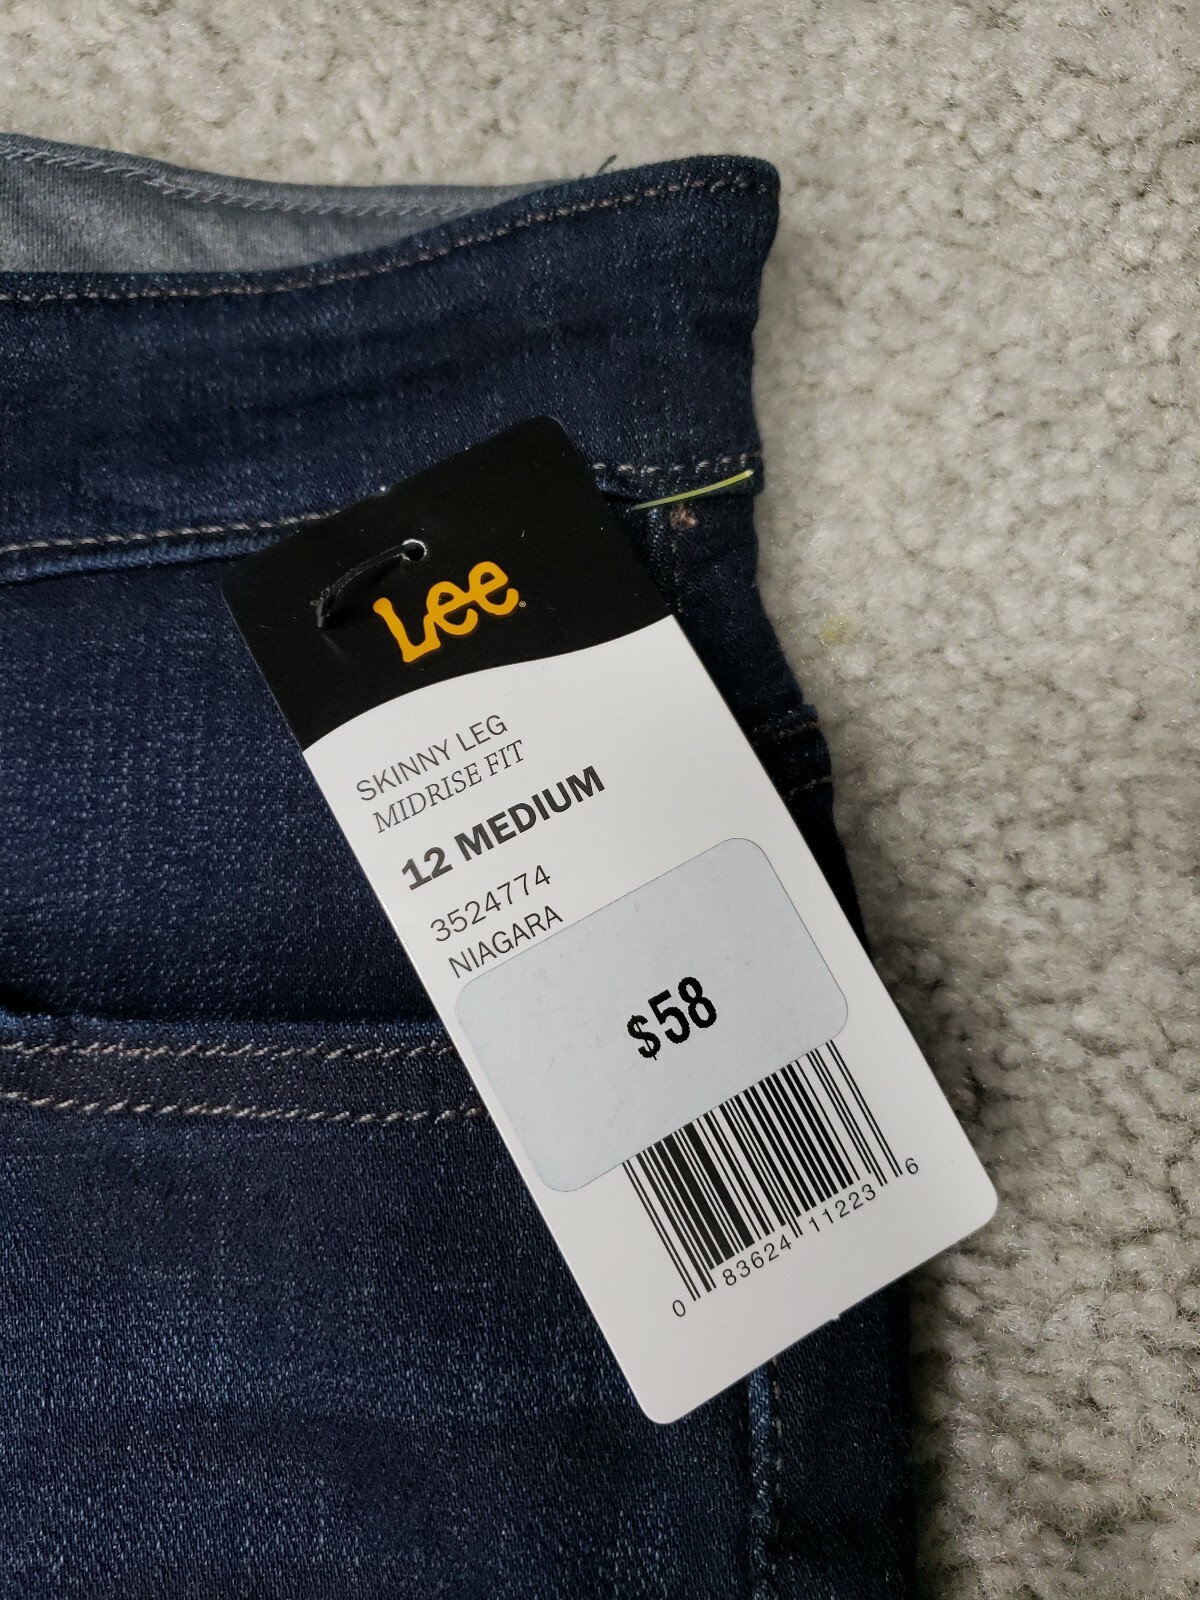 Lee®
SKINNY LEG
MIDRISE FIT
12 MEDIUM
3524774
NIAGARA
$58
0 83624 11223 6